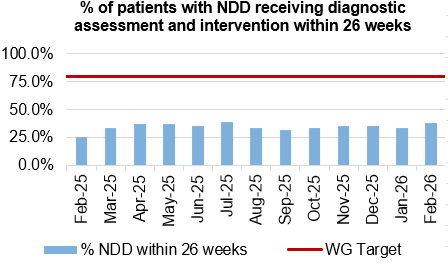 % of patients with NDD receiving diagnostic
assessment and intervention within 26 weeks
100.0%
75.0%
50.0%
25.0%
0.0%
Feb-25
Mar-25
Apr-25
May-25
Jun-25
Jul-25
Aug-25
Sep-25
Oct-25
Nov-25
Dec-25
Jan-26
Feb-26
% NDD within 26 weeks
WG Target